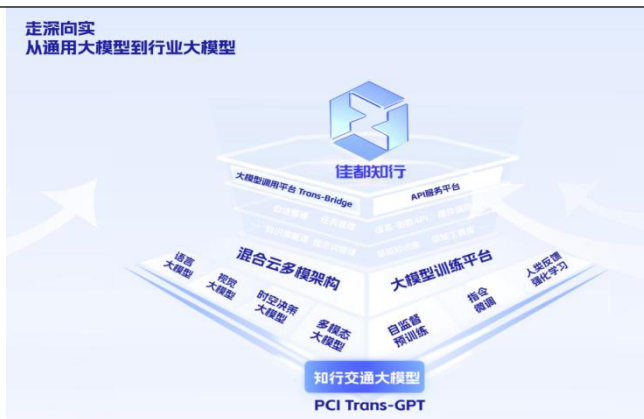 走深向实
从通用大模型到行业大模型
佳都知行
大模型调用平台 Trans-Bridge
API服务平台
混合云多模架构
大模型训练平台
语言
大模型
视觉
大模型
时空决策
大模型
多模态
大模型
自监督
预训练
指令
微调
人类反馈
强化学习
知行交通大模型
PCI Trans-GPT